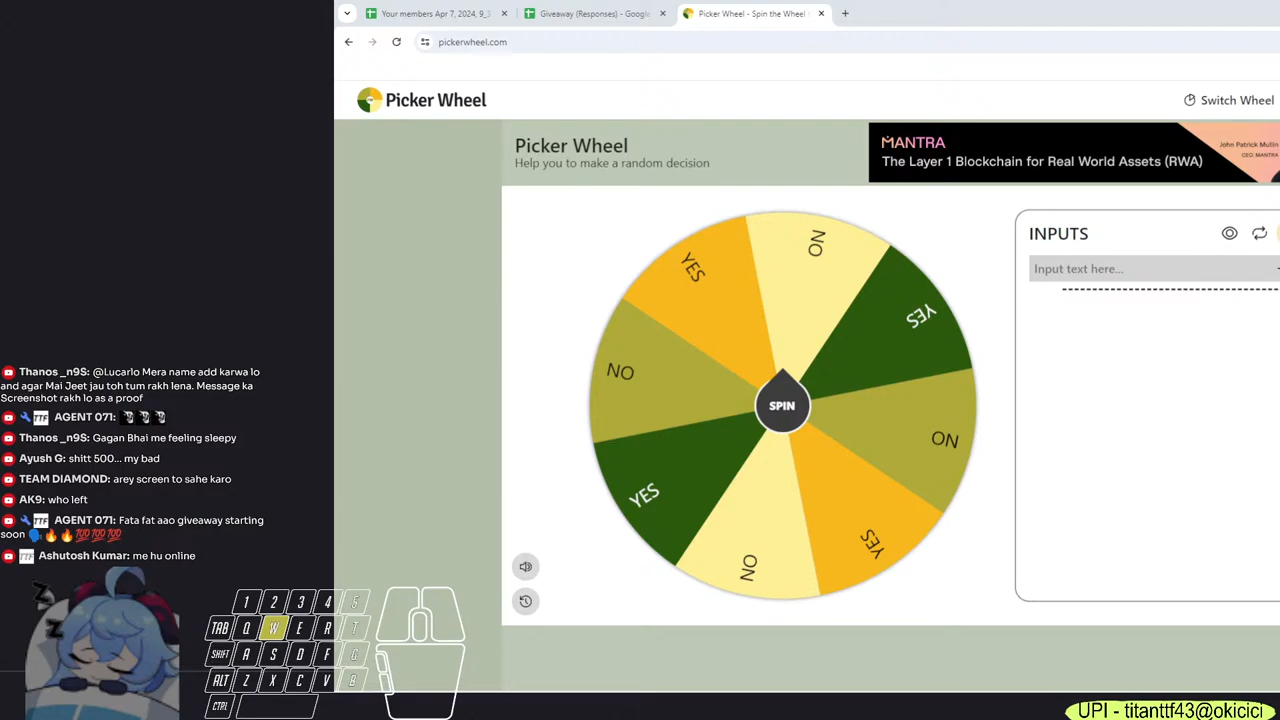 Your members Apr 7, 2024, 9_3
Giveaway (Responses) - Google
Picker Wheel - Spin the Wheel
pickerwheel.com
Picker Wheel
Switch Wheel
Picker Wheel
Help you to make a random decision
MANTRA
The Layer 1 Blockchain for Real World Assets (RWA)
John Patrick Mullin
CEO, MANTRA
INPUTS
Input text here...
NO
YES
NO
YES
NO
YES
NO
YES
SPIN
Thanos _n9S: @Lucarlo Mera name add karwa lo
and agar Mai Jeet jau toh tum rakh lena. Message ka
Screenshot rakh lo as a proof
TTF AGENT 071:
Thanos _n9S: Gagan Bhai me feeling sleepy
Ayush G: shitt 500... my bad
TEAM DIAMOND: arey screen to sahe karo
AK9: who left
TTF AGENT 071: Fata fat aao giveaway starting
soon 🗣️🔥🔥💯💯💯
TTF Ashutosh Kumar: me hu online
Z
Z
1 2 3 4 5
TAB Q W E R T
SHIFT A S D F G
ALT Z X C V B
CTRL
UPI - titanttf43@okicici